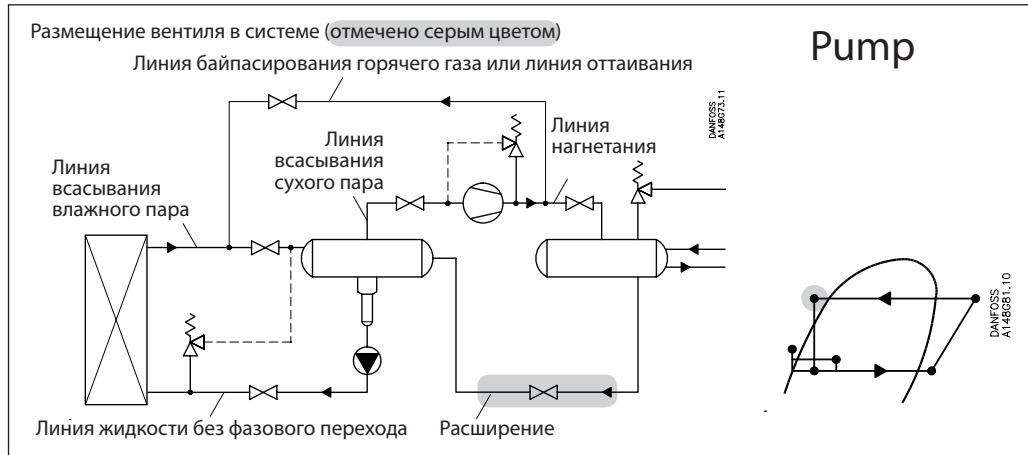 Размещение вентиля в системе (отмечено серым цветом)
Pump
Линия байпасирования горячего газа или линия оттаивания
DANFOSS
A148G73.11
Линия
нагнетания
Линия
всасывания
сухого пара
Линия
всасывания
влажного пара
DANFOSS
A148G81.10
Линия жидкости без фазового перехода
Расширение